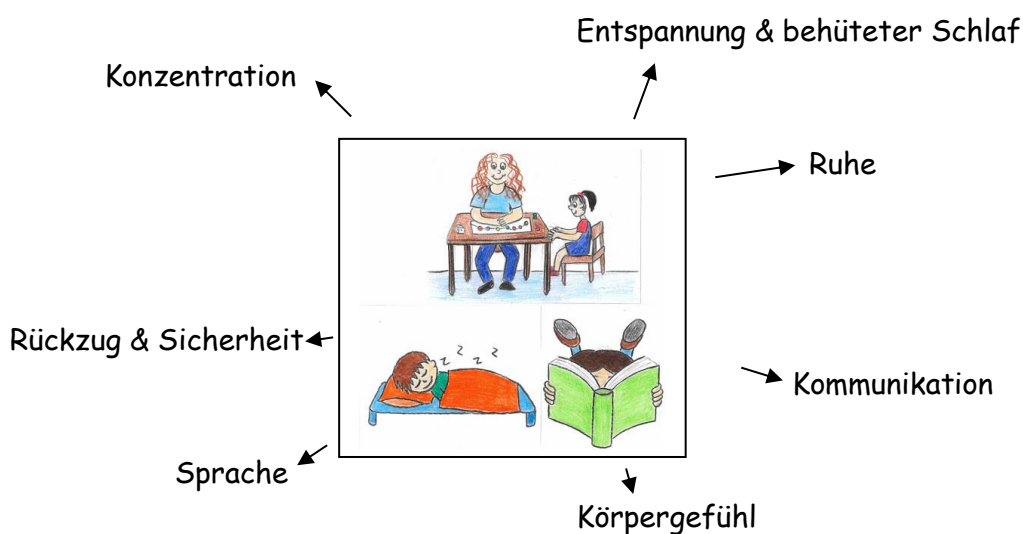 Entspannung & behüteter Schlaf
Konzentration
Ruhe
Rückzug & Sicherheit
Kommunikation
Sprache
Körpergefühl